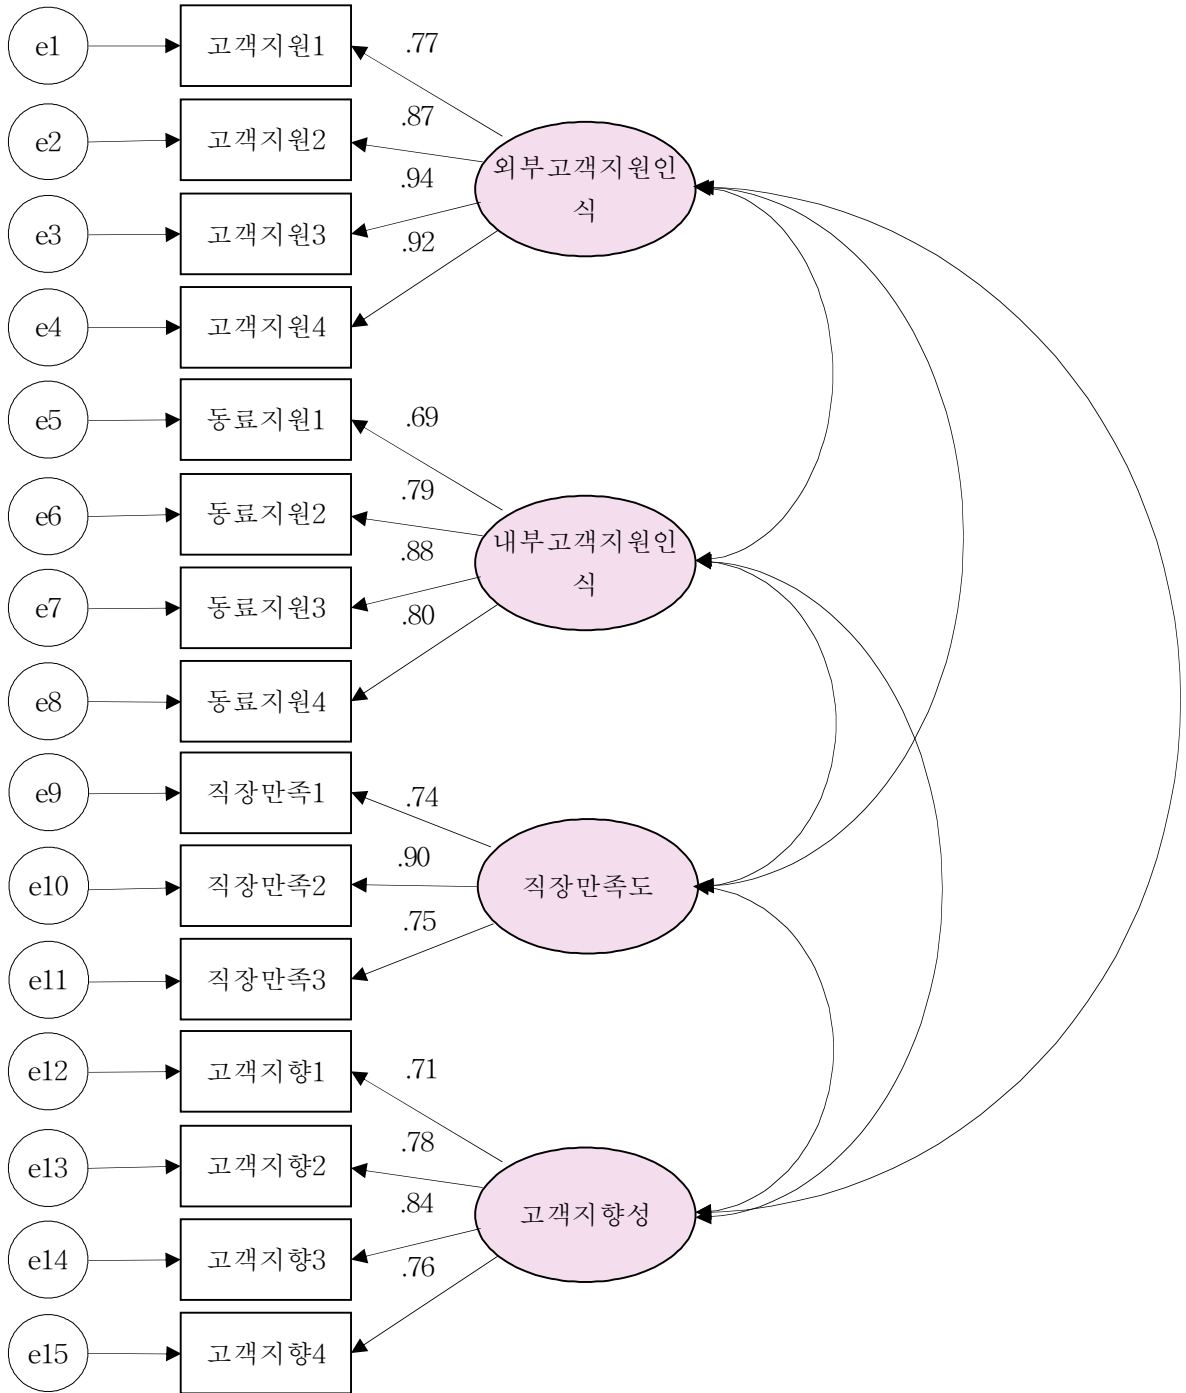 e1
고객지원1
.77
e2
고객지원2
.87
e3
고객지원3
.94
e4
고객지원4
.92
외부고객지원인
식
e5
동료지원1
.69
e6
동료지원2
.79
e7
동료지원3
.88
e8
동료지원4
.80
내부고객지원인
식
e9
직장만족1
.74
e10
직장만족2
.90
e11
직장만족3
.75
직장만족도
e12
고객지향1
.71
e13
고객지향2
.78
e14
고객지향3
.84
e15
고객지향4
.76
고객지향성